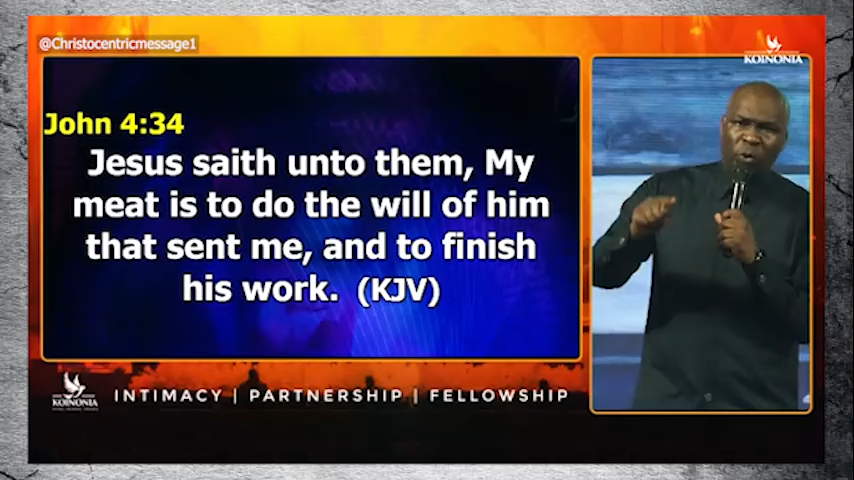 @Christocentricmessage1
KOINONIA
John 4:34
Jesus saith unto them, My
meat is to do the will of him
that sent me, and to finish
his work. (KJV)
KOINONIA
INTIMACY | PARTNERSHIP | FELLOWSHIP